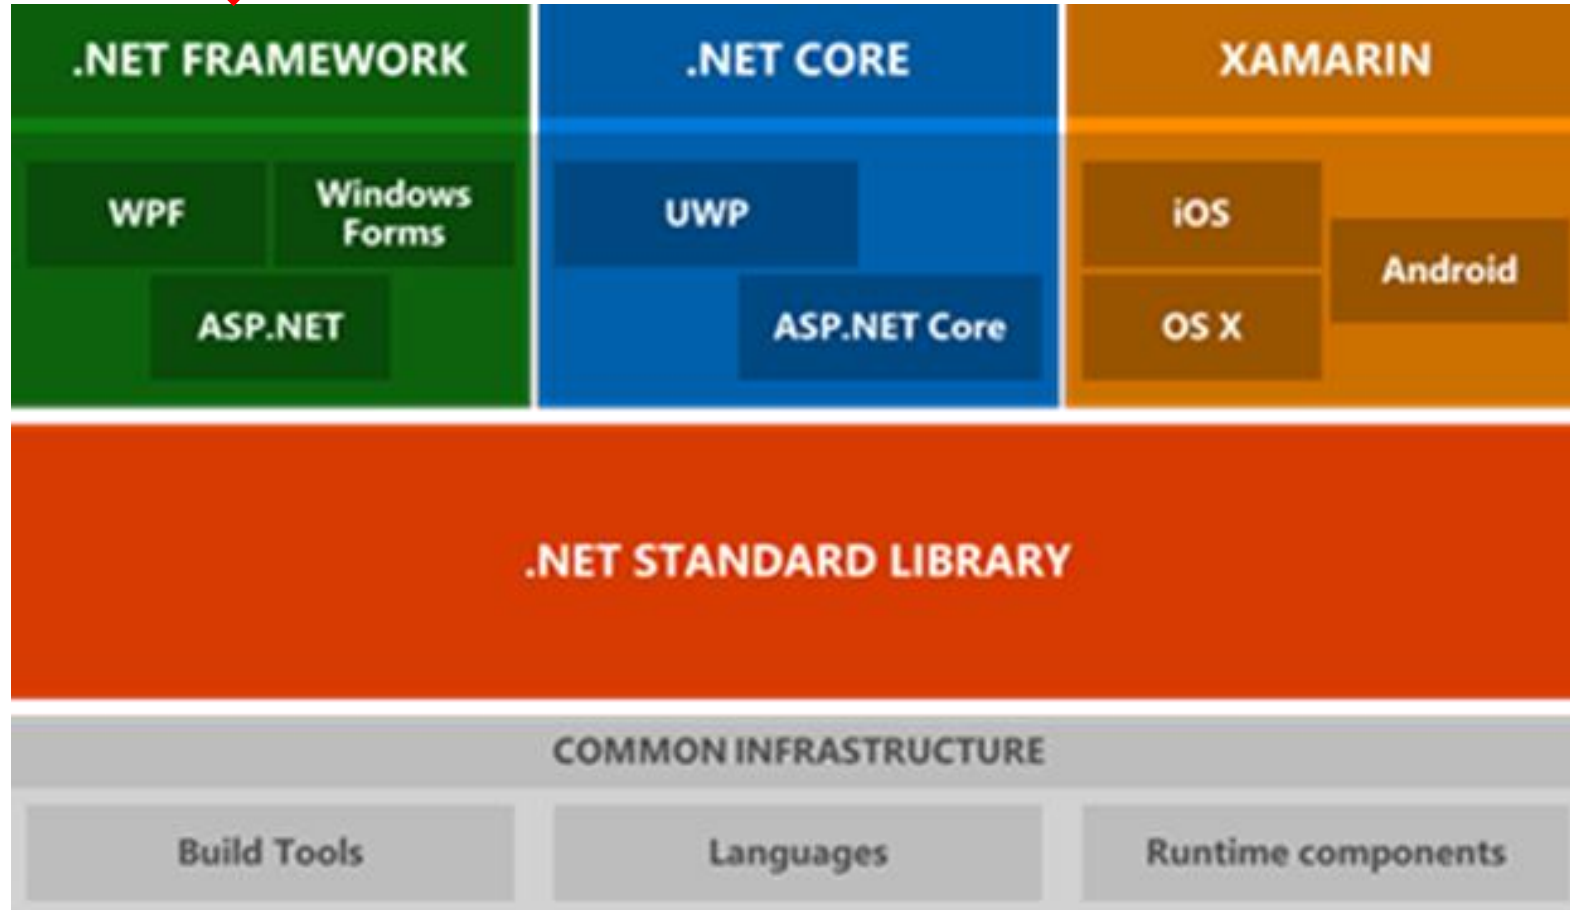 .NET FRAMEWORK
.NET CORE
XAMARIN
WPF
Windows
Forms
ASP.NET
UWP
ASP.NET Core
iOS
Android
OS X
.NET STANDARD LIBRARY
COMMON INFRASTRUCTURE
Build Tools
Languages
Runtime components